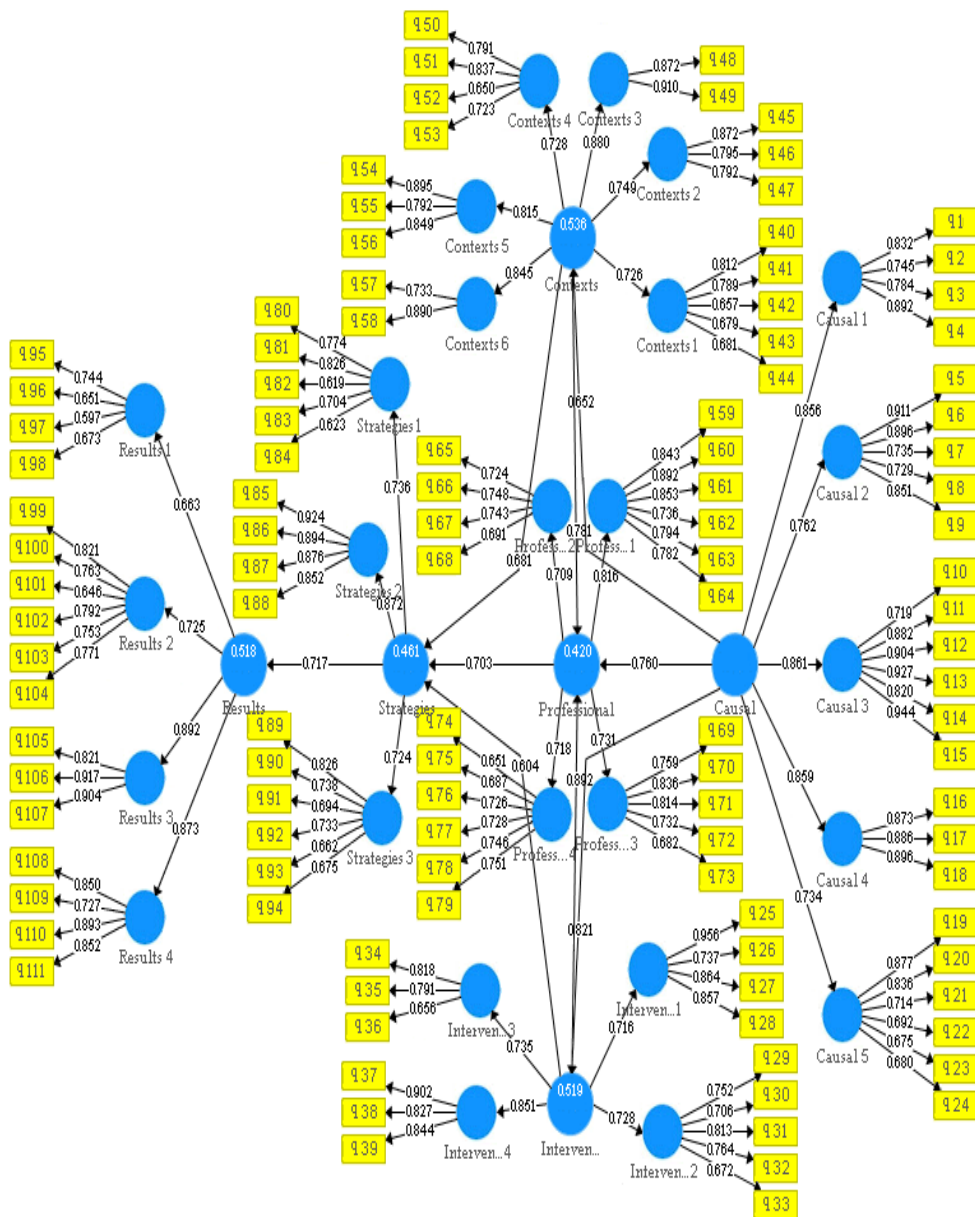 q50
q51
q52
q53
0.791
0.837
0.650
0.723
Contexts 4
0.728
q48
q49
0.872
0.910
Contexts 3
0.880
q45
q46
q47
0.872
0.795
0.792
Contexts 2
0.749
q54
q55
q56
0.895
0.792
0.849
Contexts 5
0.815
0.536
Contexts
q57
q58
0.733
0.890
Contexts 6
0.845
q40
q41
q42
q43
q44
0.812
0.789
0.657
0.679
0.681
Contexts 1
0.726
q1
q2
q3
q4
0.832
0.745
0.784
0.892
Causal 1
0.856
q5
q6
q7
q8
q9
0.911
0.896
0.735
0.729
0.851
Causal 2
0.762
q10
q11
q12
q13
q14
q15
0.719
0.882
0.904
0.927
0.820
0.944
Causal 3
0.861
q16
q17
q18
0.873
0.886
0.896
Causal 4
0.859
q19
q20
q21
q22
q23
q24
0.877
0.836
0.714
0.692
0.675
0.680
Causal 5
0.734
Causal
0.760
0.652
0.781
0.681
q80
q81
q82
q83
q84
0.774
0.826
0.619
0.704
0.623
Strategies 1
0.736
q85
q86
q87
q88
0.924
0.894
0.876
0.852
Strategies 2
0.872
0.461
Strategies
0.703
0.717
q89
q90
q91
q92
q93
q94
0.826
0.738
0.694
0.733
0.662
0.675
Strategies 3
0.724
q65
q66
q67
q68
0.724
0.748
0.743
0.691
Profess...2
0.709
q59
q60
q61
q62
q63
q64
0.843
0.892
0.853
0.736
0.794
0.782
Profess...1
0.816
0.420
Professional
q74
q75
q76
q77
q78
q79
0.651
0.687
0.726
0.728
0.746
0.751
Profess...4
0.718
q69
q70
q71
q72
q73
0.759
0.836
0.814
0.732
0.682
Profess...3
0.731
0.604
0.892
0.821
q95
q96
q97
q98
0.744
0.651
0.597
0.673
Results 1
0.663
q99
q100
q101
q102
q103
q104
0.821
0.763
0.646
0.792
0.753
0.771
Results 2
0.725
0.518
Results
q105
q106
q107
0.821
0.917
0.904
Results 3
0.892
q108
q109
q110
q111
0.850
0.727
0.893
0.852
Results 4
0.873
q34
q35
q36
0.818
0.791
0.656
Interven...3
0.735
q25
q26
q27
q28
0.956
0.737
0.864
0.857
Interven...1
0.716
q37
q38
q39
0.902
0.827
0.844
Interven...4
0.851
0.519
Interven...
q29
q30
q31
q32
q33
0.752
0.706
0.813
0.764
0.672
Interven...2
0.728